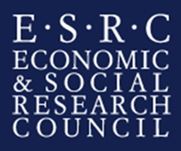 E·S·R·C
ECONOMIC
& SOCIAL
RESEARCH
COUNCIL